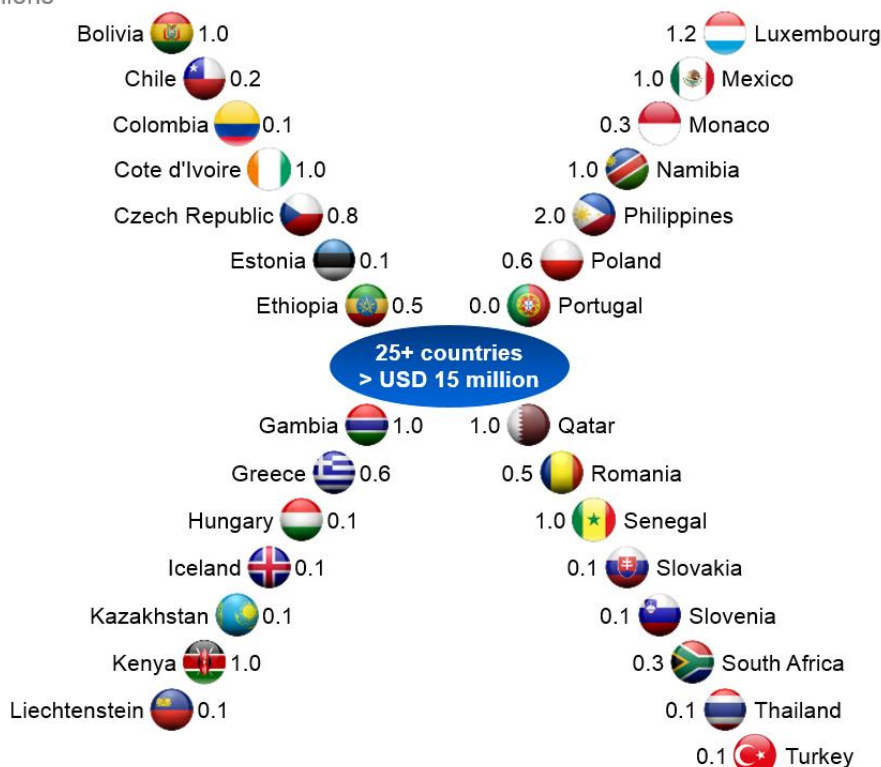 Bolivia 1.0
Chile 0.2
Colombia 0.1
Cote d'Ivoire 1.0
Czech Republic 0.8
Estonia 0.1
Ethiopia 0.5
1.2 Luxembourg
1.0 Mexico
0.3 Monaco
1.0 Namibia
2.0 Philippines
0.6 Poland
0.0 Portugal
25+ countries
> USD 15 million
Gambia 1.0
Greece 0.6
Hungary 0.1
Iceland 0.1
Kazakhstan 0.1
Kenya 1.0
Liechtenstein 0.1
1.0 Qatar
0.5 Romania
1.0 Senegal
0.1 Slovakia
0.1 Slovenia
0.3 South Africa
0.1 Thailand
0.1 Turkey